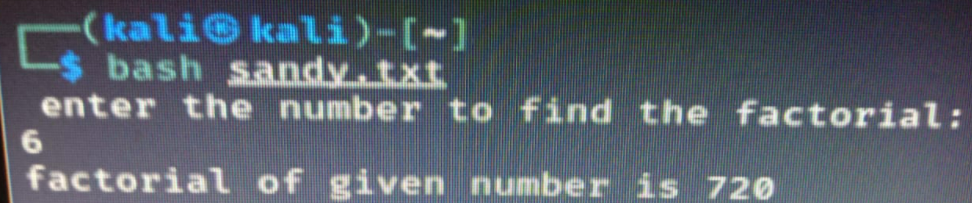 ┌──(kali㉿kali)-[~]
└─$ bash sandy.txt
enter the number to find the factorial:
6
factorial of given number is 720